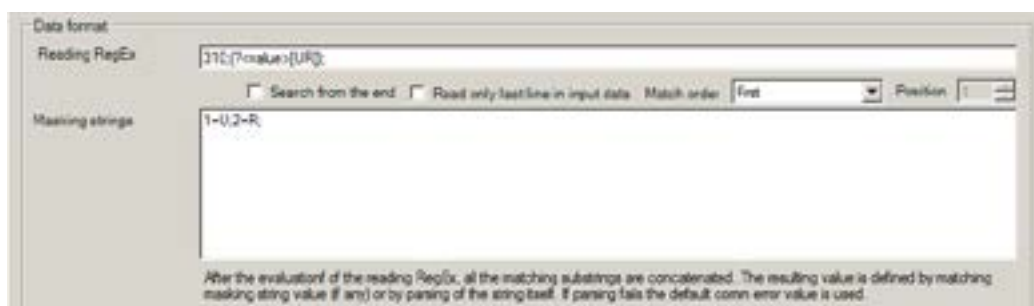 Data format
Reading RegEx
310;(?<value>[UR]);
Search from the end Read only last line in input data Match order First Position 1
Masking strings
1=U;2=R;
After the evaluationf of the reading RegEx, all the matching substrings are concatenated. The resulting value is defined by matching
masking string value (if any) or by parsing of the string itself. If parsing fails the default comm error value is used.